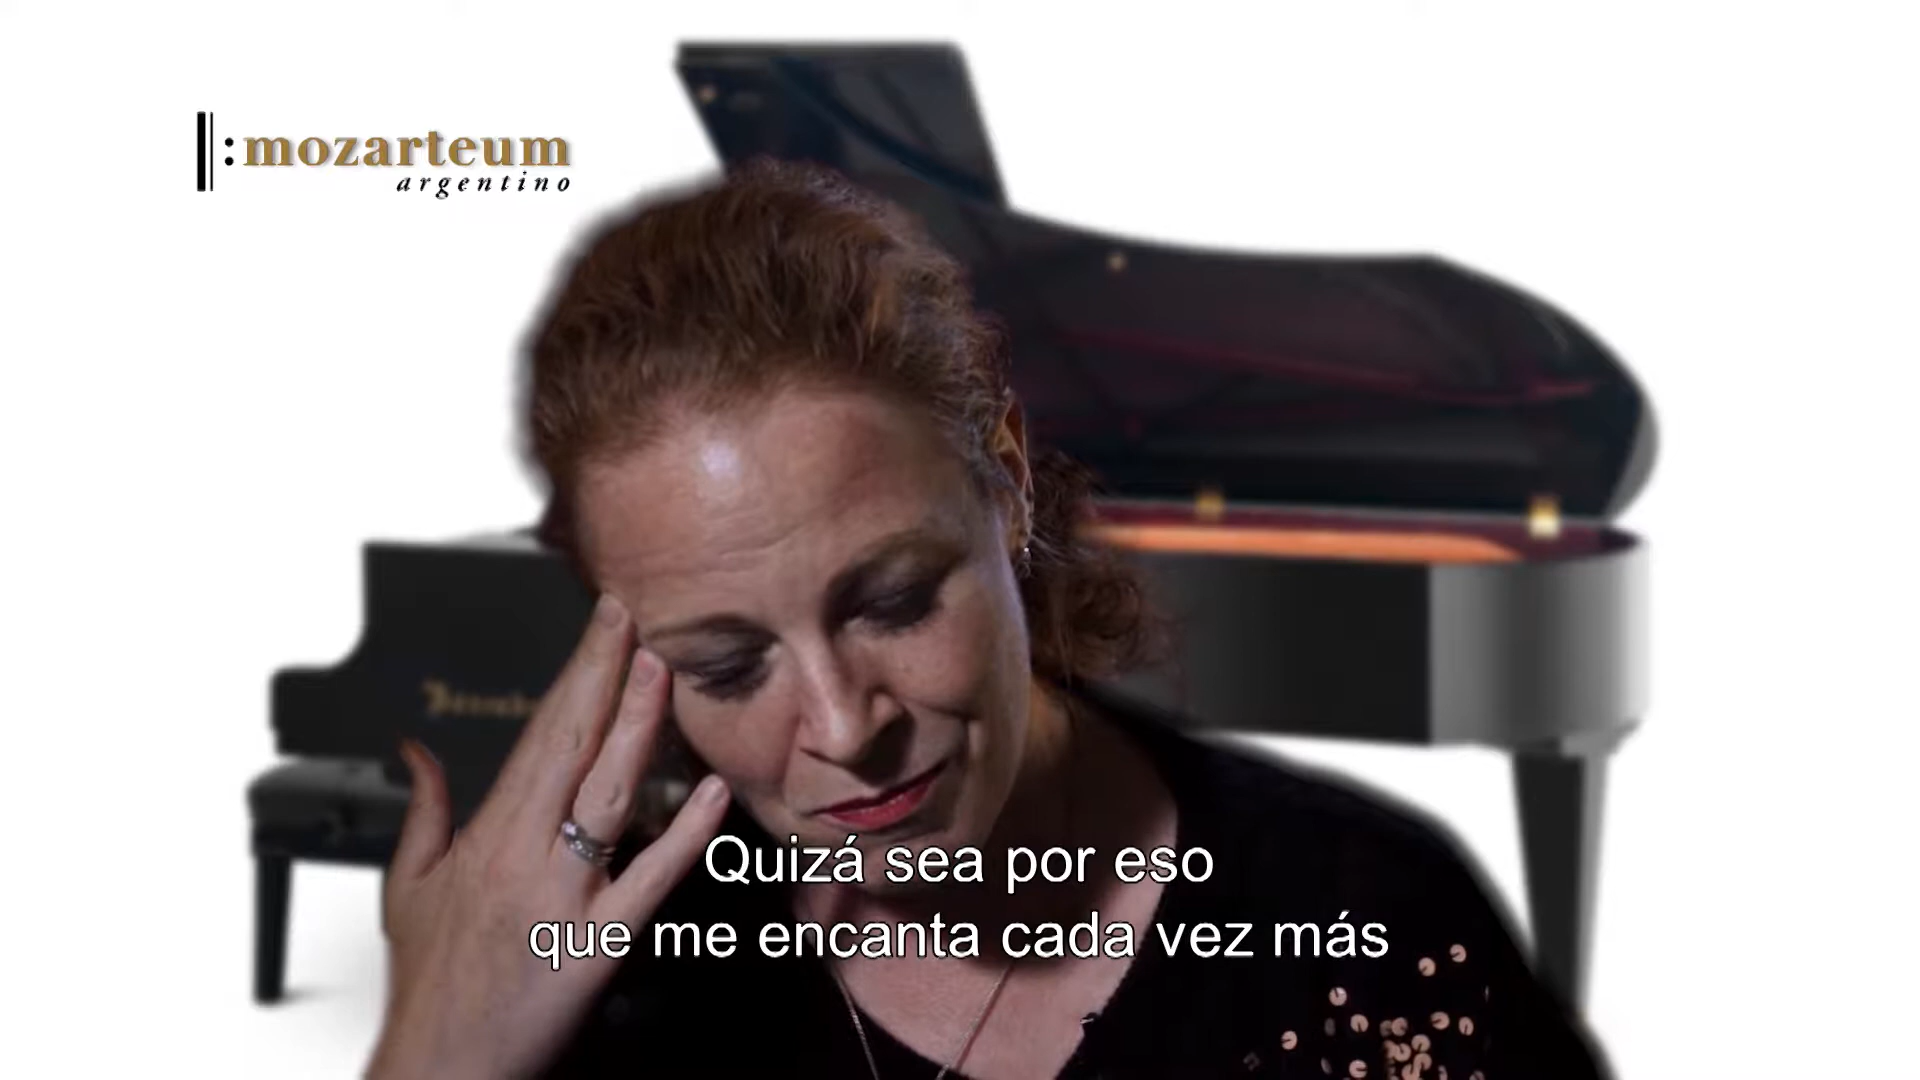 mozarteum
argentino
Quizá sea por eso
que me encanta cada vez más